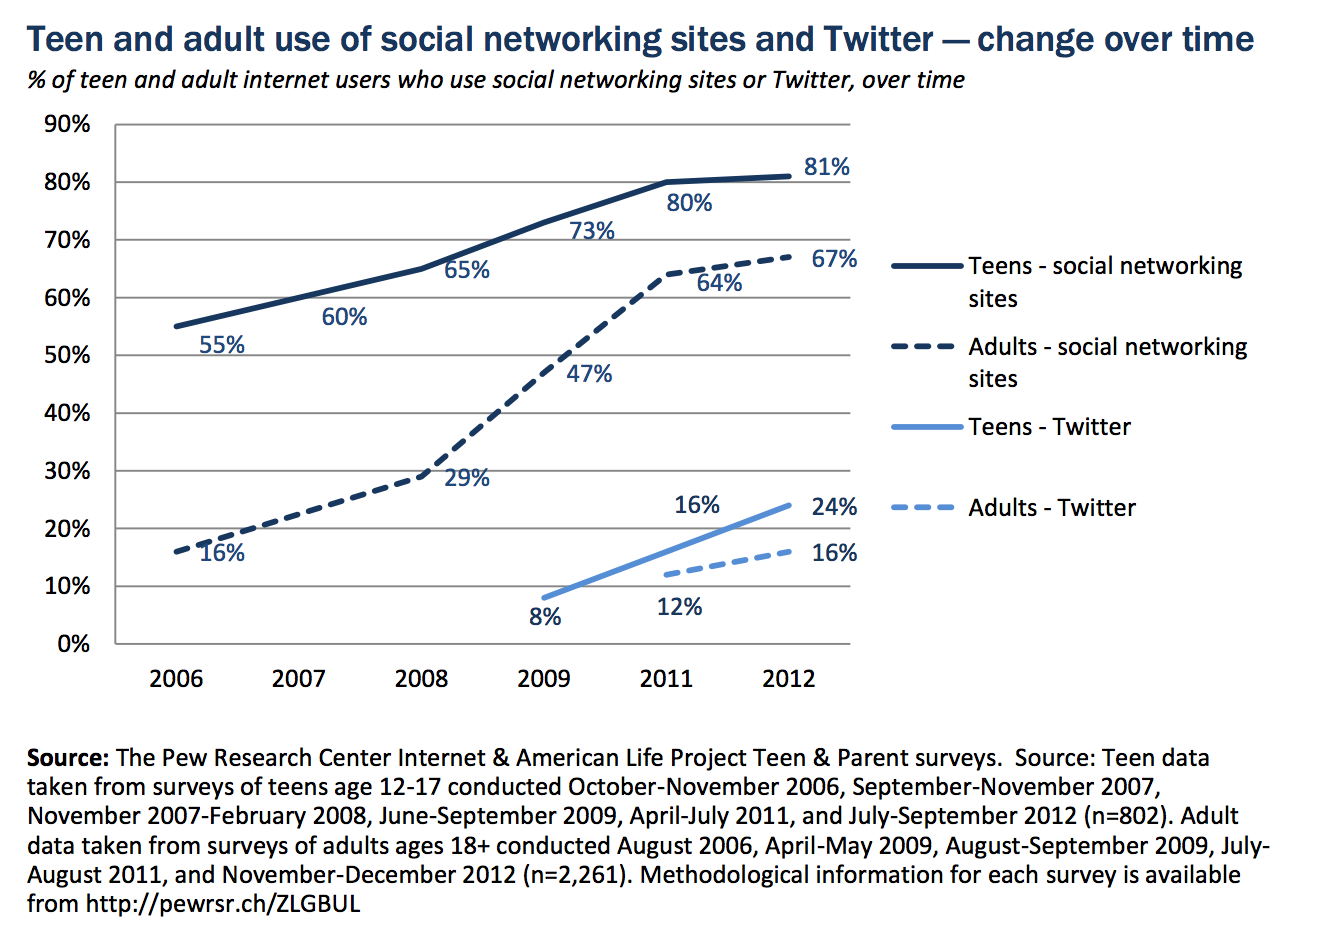 Teen and adult use of social networking sites and Twitter — change over time
% of teen and adult internet users who use social networking sites or Twitter, over time
90%
80%
70%
60%
50%
40%
30%
20%
10%
0%
81%
80%
73%
65%
60%
55%
67%
64%
47%
29%
16%
16%
24%
8%
16%
12%
2006 2007 2008 2009 2011 2012
Teens - social networking
sites
Adults - social networking
sites
Teens - Twitter
Adults - Twitter
Source: The Pew Research Center Internet & American Life Project Teen & Parent surveys.  Source: Teen data
taken from surveys of teens age 12-17 conducted October-November 2006, September-November 2007,
November 2007-February 2008, June-September 2009, April-July 2011, and July-September 2012 (n=802). Adult
data taken from surveys of adults ages 18+ conducted August 2006, April-May 2009, August-September 2009, July-
August 2011, and November-December 2012 (n=2,261). Methodological information for each survey is available
from http://pewrsr.ch/ZLGBUL